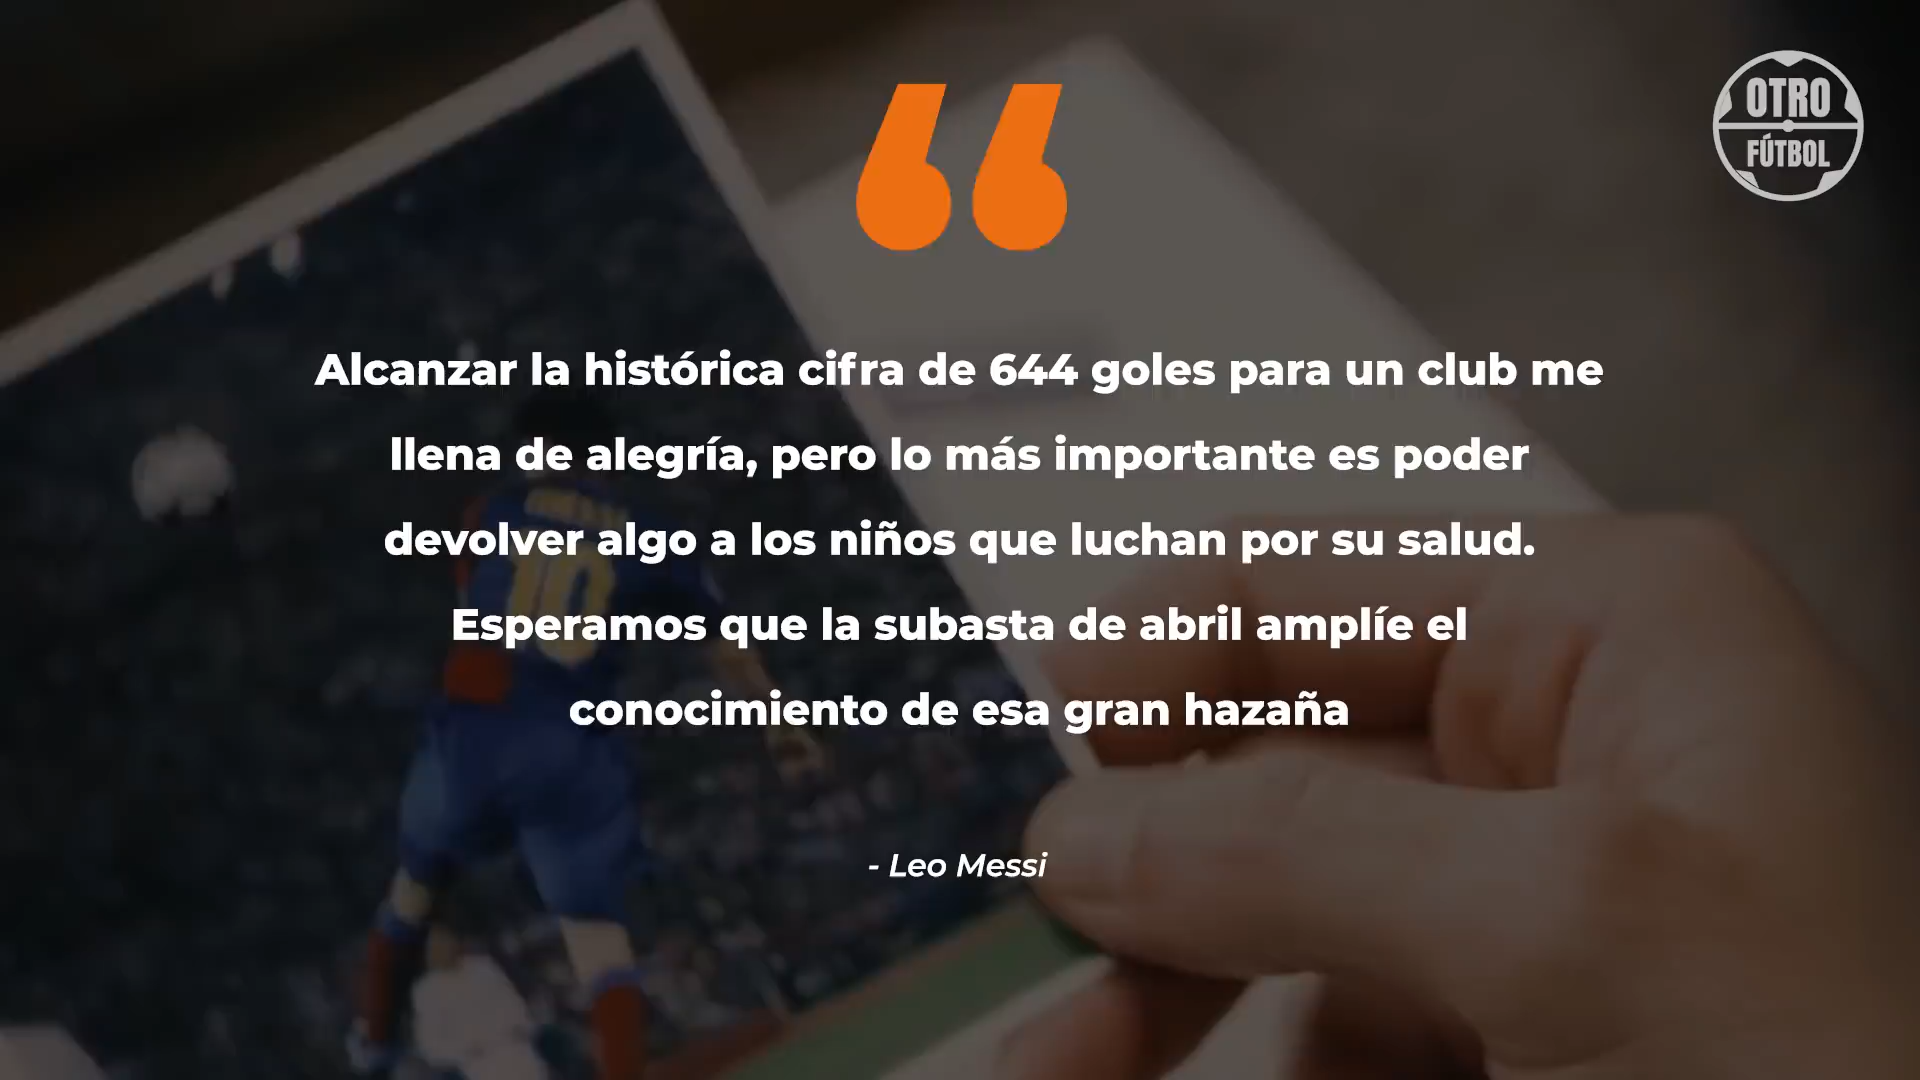 OTRO
FÚTBOL
Alcanzar la histórica cifra de 644 goles para un club me
llena de alegría, pero lo más importante es poder
devolver algo a los niños que luchan por su salud.
Esperamos que la subasta de abril amplíe el
conocimiento de esa gran hazaña
- Leo Messi
10